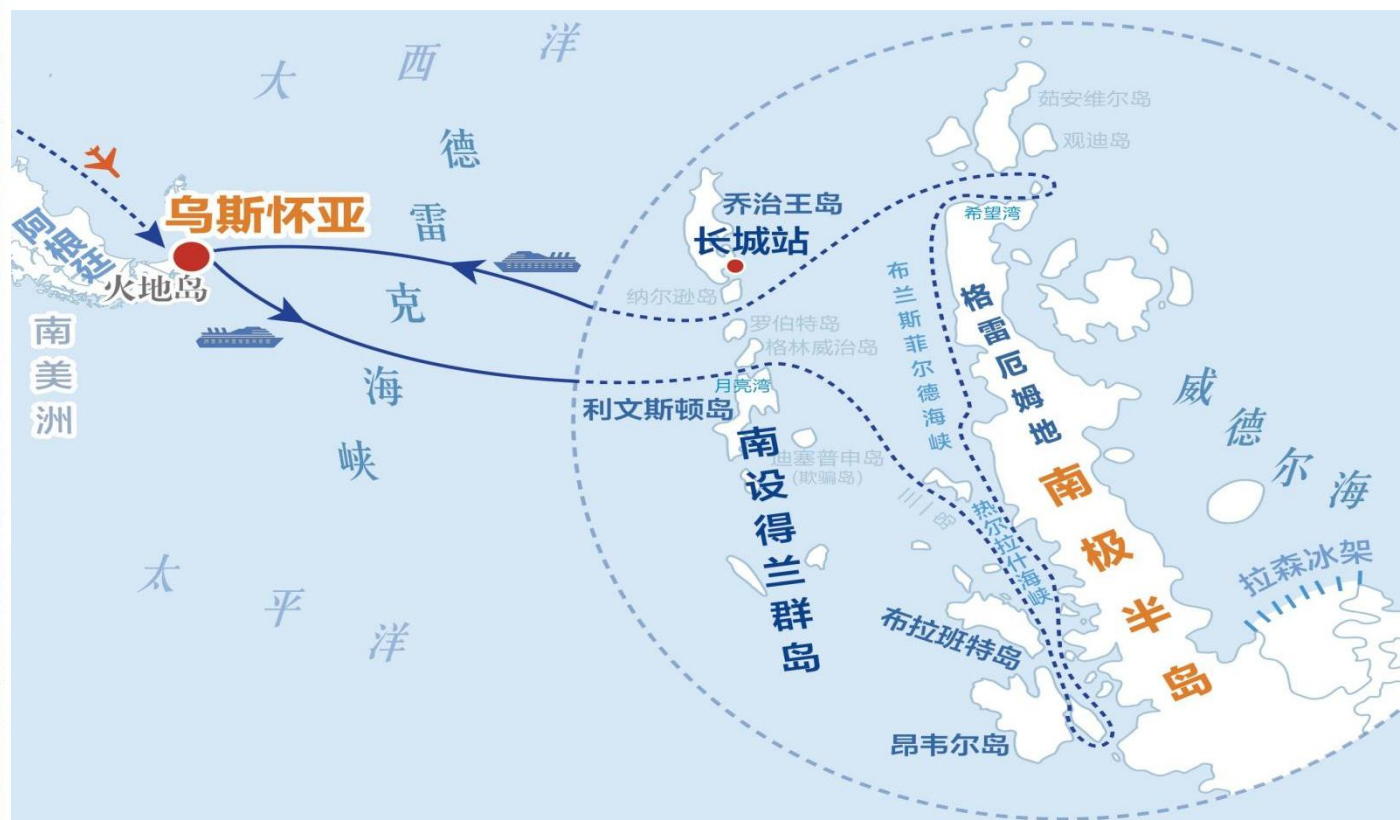 大西洋
德雷克海峡
乌斯怀亚
阿根廷
火地岛
南美洲
太平洋
茹安维尔岛
观迪岛
希望湾
乔治王岛
长城站
纳尔逊岛
罗伯特岛
格林威治岛
月亮湾
利文斯顿岛
迪塞普申岛
(欺骗岛)
南设得兰群岛
布兰斯菲尔德海峡
格雷厄姆地
南极半岛
威德尔海
三一岛
热尔拉什海峡
拉森冰架
布拉班特岛
昂韦尔岛